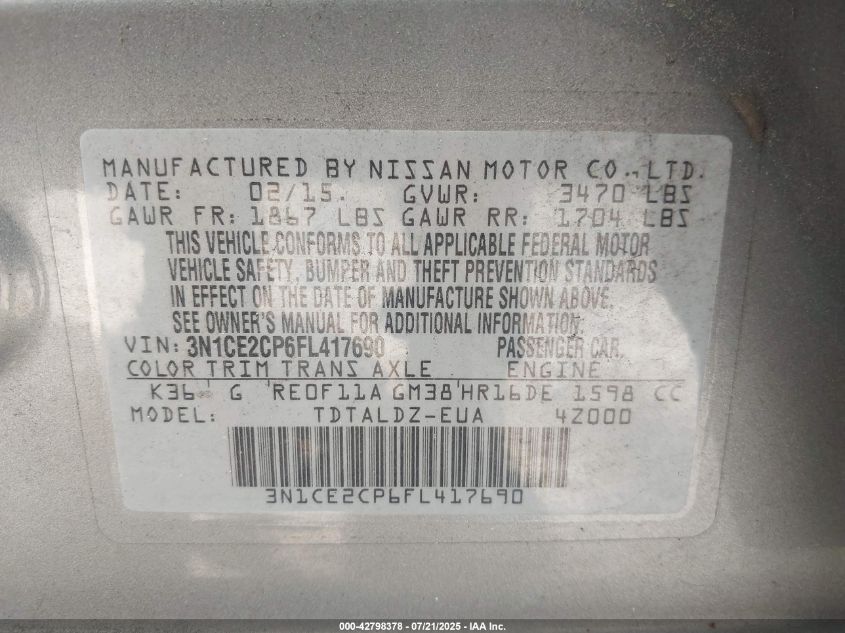 MANUFACTURED BY NISSAN MOTOR CO., LTD.
DATE: 02/15. GVWR: 3470 LBS
GAWR FR: 1867 LBS GAWR RR: 1704 LBS
THIS VEHICLE CONFORMS TO ALL APPLICABLE FEDERAL MOTOR
VEHICLE SAFETY, BUMPER AND THEFT PREVENTION STANDARDS
IN EFFECT ON THE DATE OF MANUFACTURE SHOWN ABOVE.
SEE OWNER'S MANUAL FOR ADDITIONAL INFORMATION.
VIN: 3N1CE2CP6FL417690 PASSENGER CAR.
COLOR TRIM TRANS AXLE ENGINE
K36 G RE0F11A GM38 HR16DE 1598 CC
MODEL: TDTALDZ-EUA 4Z000
3N1CE2CP6FL417690
000-42798378 - 07/21/2025 - IAA Inc.